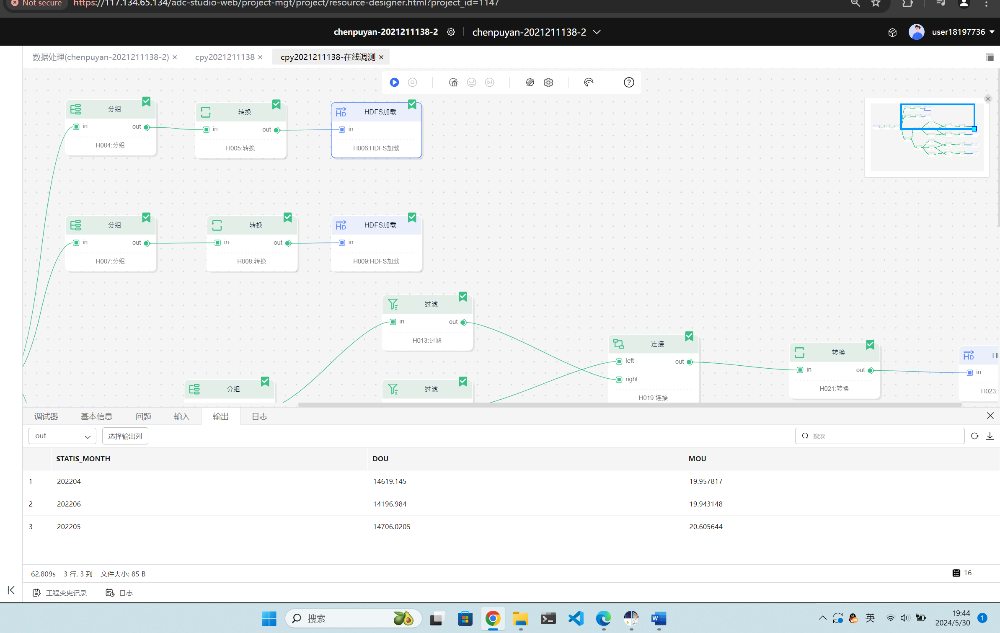 Not secure https://117.134.65.134/adc-studio-web/project-mgt/project/resource-designer.html?project_id=1147
chenpuyan-2021211138-2 chenpuyan-2021211138-2 user18197736
数据处理(chenpuyan-2021211138-2) cpy2021211138 cpy2021211138-在线调测
分组
in out
H004:分组
转换
in out
H005:转换
HDFS加载
in
H006:HDFS加载
分组
in out
H007:分组
转换
in out
H008:转换
HDFS加载
in
H009:HDFS加载
过滤
in out
H013:过滤
连接
left out
right
H019:连接
转换
in out
H021:转换
in
H023:
分组
过滤
调试器 基本信息 问题 输入 输出 日志
out 选择输出列 搜索
STATIS_MONTH DOU MOU
1 202204 14619.145 19.957817
2 202206 14196.984 19.943148
3 202205 14706.0205 20.605644
62.809s 3 行, 3 列 文件大小: 85 B 16
工程变更记录 日志
搜索 英 19:44
2024/5/30 1